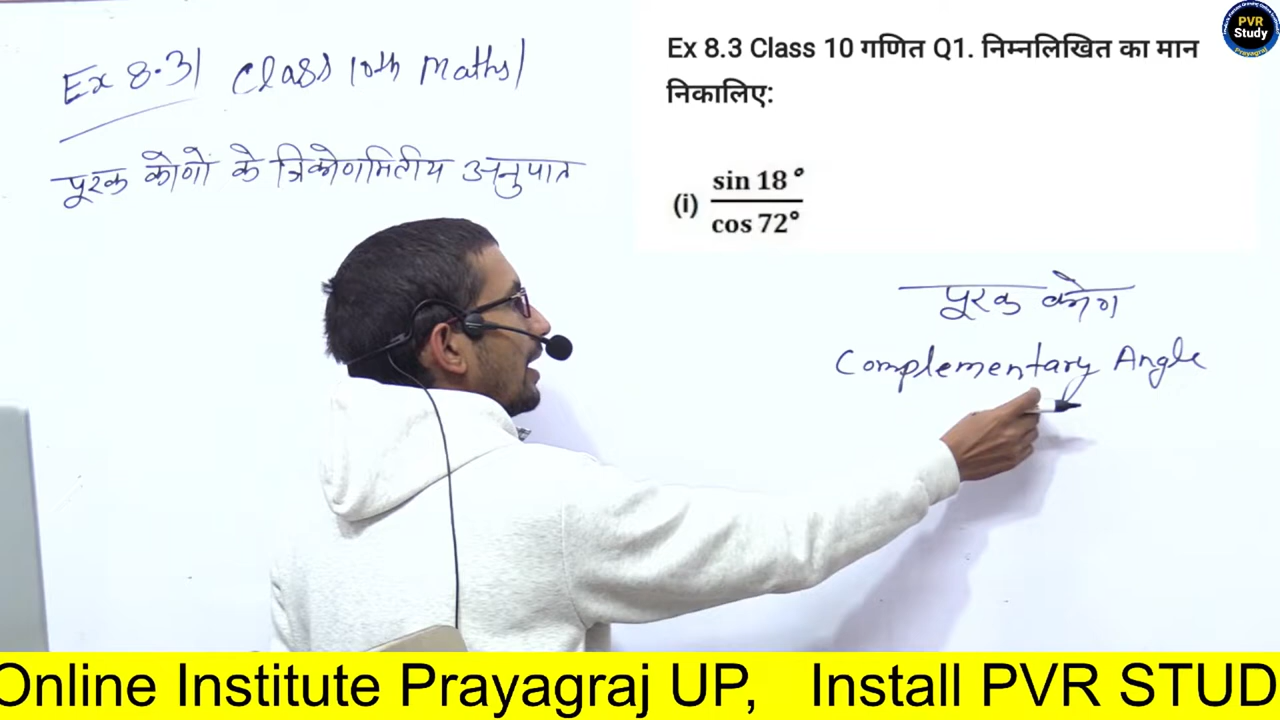 Ex 8.3| Class 10th Maths|
पूरक कोणों के त्रिकोणमितीय अनुपात
Ex 8.3 Class 10 गणित Q1. निम्नलिखित का मान
निकालिए:
(i) sin 18° / cos 72°
पूरक कोण
Complementary Angle
PVR
Study
Prayagraj
Online Institute Prayagraj UP, Install PVR STUD